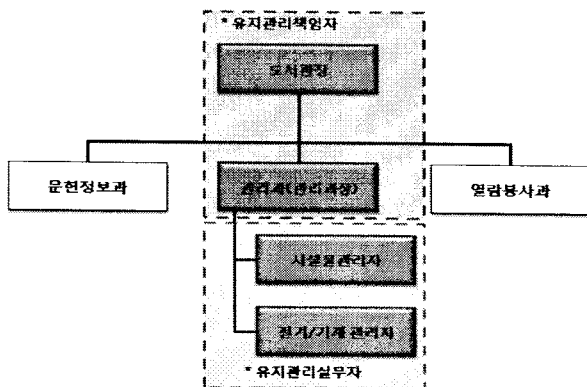 * 유지관리책임자
도서관장
문헌정보과
관리과(관리과장)
열람봉사과
시설물관리자
전기/기계 관리자
* 유지관리실무자